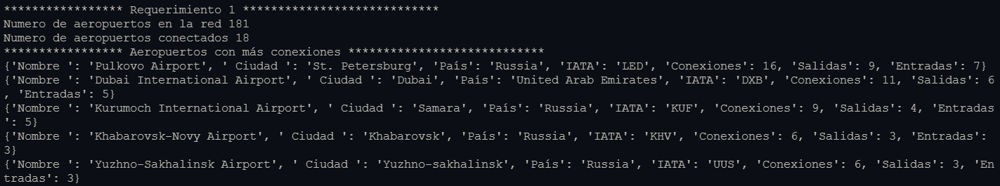 ***************** Requerimiento 1 ****************************
Numero de aeropuertos en la red 181
Numero de aeropuertos conectados 18
***************** Aeropuertos con más conexiones ****************************
{'Nombre ': 'Pulkovo Airport', ' Ciudad ': 'St. Petersburg', 'País': 'Russia', 'IATA': 'LED', 'Conexiones': 16, 'Salidas': 9, 'Entradas': 7}
{'Nombre ': 'Dubai International Airport', ' Ciudad ': 'Dubai', 'País': 'United Arab Emirates', 'IATA': 'DXB', 'Conexiones': 11, 'Salidas': 6
, 'Entradas': 5}
{'Nombre ': 'Kurumoch International Airport', ' Ciudad ': 'Samara', 'País': 'Russia', 'IATA': 'KUF', 'Conexiones': 9, 'Salidas': 4, 'Entradas
': 5}
{'Nombre ': 'Khabarovsk-Novy Airport', ' Ciudad ': 'Khabarovsk', 'País': 'Russia', 'IATA': 'KHV', 'Conexiones': 6, 'Salidas': 3, 'Entradas':
3}
{'Nombre ': 'Yuzhno-Sakhalinsk Airport', ' Ciudad ': 'Yuzhno-sakhalinsk', 'País': 'Russia', 'IATA': 'UUS', 'Conexiones': 6, 'Salidas': 3, 'En
tradas': 3}